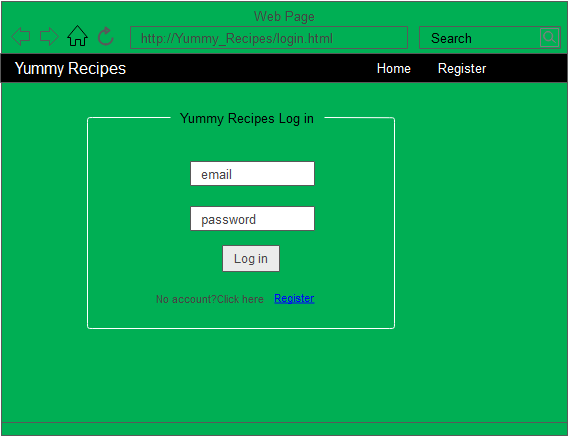 Web Page
http://Yummy_Recipes/login.html Search
Yummy Recipes Home Register
Yummy Recipes Log in
email
password
Log in
No account?Click here Register